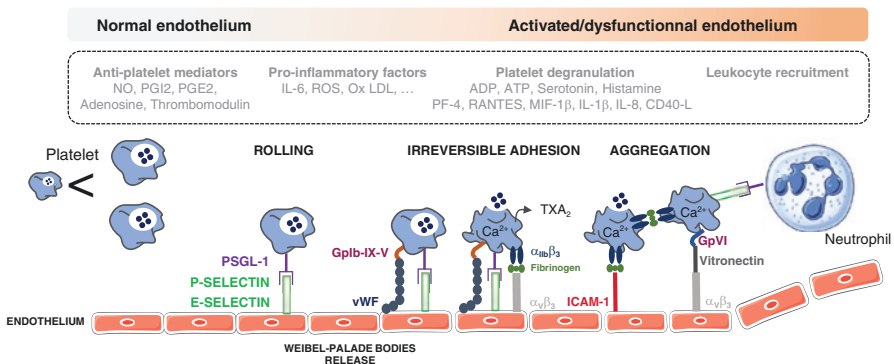 Normal endothelium
Activated/dysfunctionnal endothelium
Anti-platelet mediators
NO, PGI2, PGE2,
Adenosine, Thrombomodulin
Pro-inflammatory factors
IL-6, ROS, Ox LDL, …
Platelet degranulation
ADP, ATP, Serotonin, Histamine
PF-4, RANTES, MIF-1β, IL-1β, IL-8, CD40-L
Leukocyte recruitment
Platelet
<
ROLLING
IRREVERSIBLE ADHESION
AGGREGATION
TXA₂
Ca²⁺
Ca²⁺
Ca²⁺
Neutrophil
PSGL-1
GpIb-IX-V
αIIbβ₃
GpVI
Fibrinogen
Vitronectin
P-SELECTIN
E-SELECTIN
vWF
αVβ₃
ICAM-1
αVβ₃
ENDOTHELIUM
WEIBEL-PALADE BODIES
RELEASE